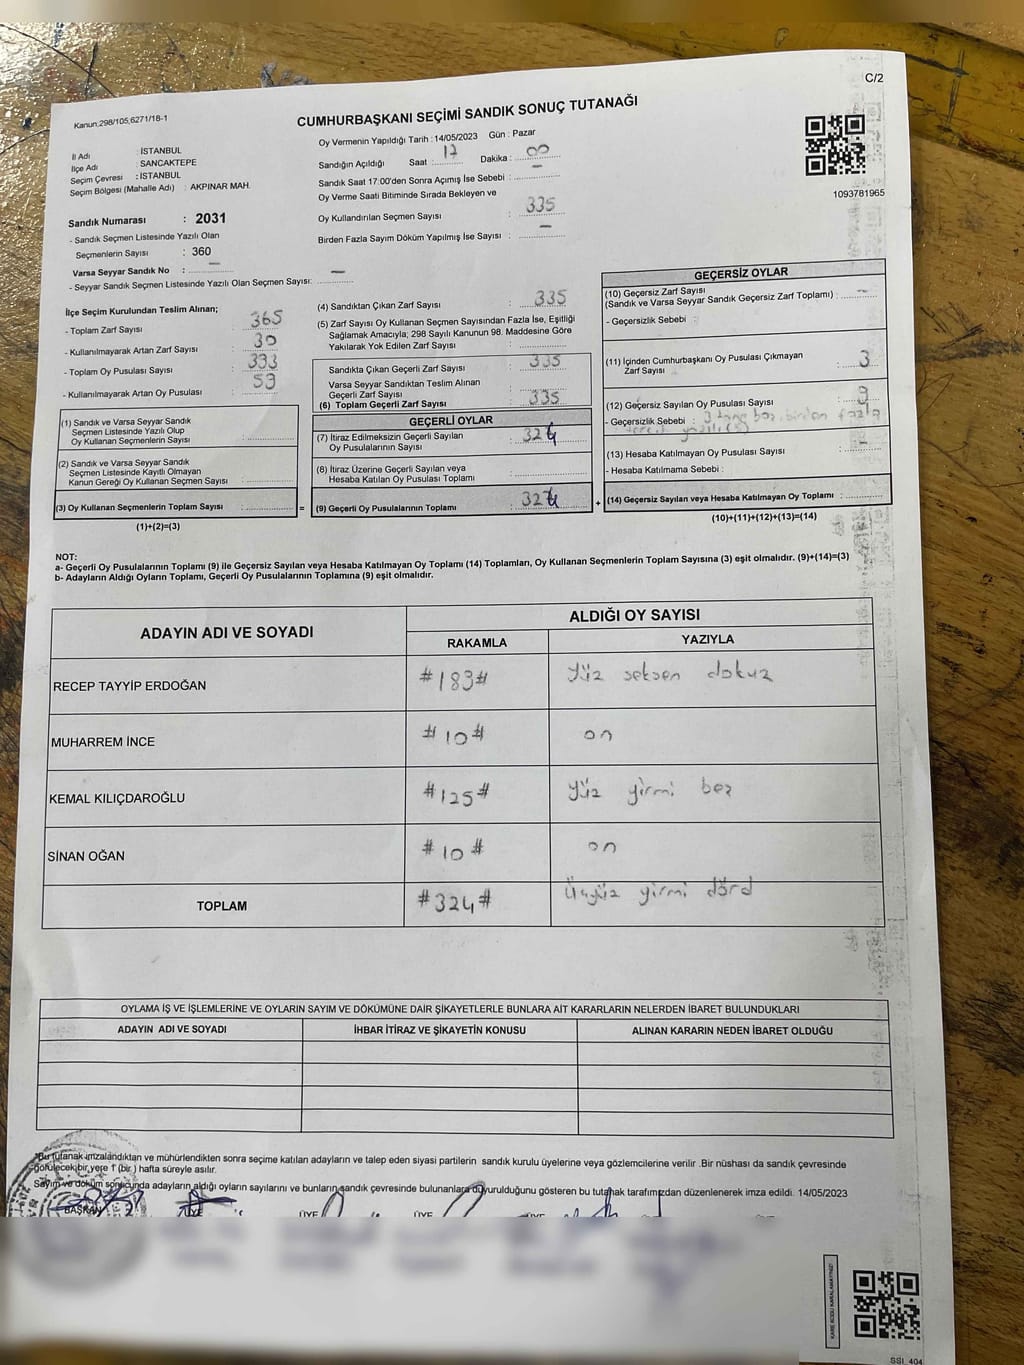 C/2
Kanun;298/105,6271/18-1
CUMHURBAŞKANI SEÇİMİ SANDIK SONUÇ TUTANAĞI
1093781965
İl Adı : İSTANBUL
İlçe Adı : SANCAKTEPE
Seçim Çevresi : İSTANBUL
Seçim Bölgesi (Mahalle Adı) : AKPINAR MAH.
Sandık Numarası : 2031
- Sandık Seçmen Listesinde Yazılı Olan
Seçmenlerin Sayısı : 360
Varsa Seyyar Sandık No : –
- Seyyar Sandık Seçmen Listesinde Yazılı Olan Seçmen Sayısı: –
Oy Vermenin Yapıldığı Tarih : 14/05/2023 Gün : Pazar
Sandığın Açıldığı Saat : 17 Dakika : 00
Sandık Saat 17:00'den Sonra Açımış İse Sebebi : –
Oy Verme Saati Bitiminde Sırada Bekleyen ve
Oy Kullandırılan Seçmen Sayısı : 335
Birden Fazla Sayım Döküm Yapılmış İse Sayısı : –
İlçe Seçim Kurulundan Teslim Alınan;
- Toplam Zarf Sayısı : 365
- Kullanılmayarak Artan Zarf Sayısı : 30
- Toplam Oy Pusulası Sayısı : 393
- Kullanılmayarak Artan Oy Pusulası : 59
(1) Sandık ve Varsa Seyyar Sandık
Seçmen Listesinde Yazılı Olup
Oy Kullanan Seçmenlerin Sayısı :
(2) Sandık ve Varsa Seyyar Sandık
Seçmen Listesinde Kayıtlı Olmayan
Kanun Gereği Oy Kullanan Seçmen Sayısı :
(3) Oy Kullanan Seçmenlerin Toplam Sayısı : =
(1)+(2)=(3)
(4) Sandıktan Çıkan Zarf Sayısı : 335
(5) Zarf Sayısı Oy Kullanan Seçmen Sayısından Fazla İse, Eşitliği
Sağlamak Amacıyla; 298 Sayılı Kanunun 98. Maddesine Göre
Yakılarak Yok Edilen Zarf Sayısı :
Sandıkta Çıkan Geçerli Zarf Sayısı : 335
Varsa Seyyar Sandıktan Teslim Alınan
Geçerli Zarf Sayısı :
(6) Toplam Geçerli Zarf Sayısı : 335
GEÇERLİ OYLAR
(7) İtiraz Edilmeksizin Geçerli Sayılan
Oy Pusulası Sayısı : 324
(8) İtiraz Üzerine Geçerli Sayılan veya
Hesaba Katılan Oy Pusulası Toplamı :
(9) Geçerli Oy Pusulalarının Toplamı : 324 +
GEÇERSİZ OYLAR
(10) Geçersiz Zarf Sayısı
(Sandık ve Varsa Seyyar Sandık Geçersiz Zarf Toplamı) : –
- Geçersizlik Sebebi :
(11) İçinden Cumhurbaşkanı Oy Pusulası Çıkmayan
Zarf Sayısı : 3
(12) Geçersiz Sayılan Oy Pusulası Sayısı :
- Geçersizlik Sebebi : 3 tane boş birden fazla
(13) Hesaba Katılmayan Oy Pusulası Sayısı : –
- Hesaba Katılmama Sebebi :
(14) Geçersiz Sayılan veya Hesaba Katılmayan Oy Toplamı :
(10)+(11)+(12)+(13)=(14)
NOT:
a- Geçerli Oy Pusulalarının Toplamı (9) ile Geçersiz Sayılan veya Hesaba Katılmayan Oy Toplamı (14) Toplamları, Oy Kullanan Seçmenlerin Toplam Sayısına (3) eşit olmalıdır. (9)+(14)=(3)
b- Adayların Aldığı Oyların Toplamı, Geçerli Oy Pusulalarının Toplamına (9) eşit olmalıdır.
ADAYIN ADI VE SOYADI
ALDIĞI OY SAYISI
RAKAMLA YAZIYLA
RECEP TAYYİP ERDOĞAN #183# Yüz seksen dokuz
MUHARREM İNCE #10# on
KEMAL KILIÇDAROĞLU #125# Yüz yirmi beş
SİNAN OĞAN #10# on
TOPLAM #324# Üçyüz yirmi dörd
OYLAMA İŞ VE İŞLEMLERİNE VE OYLARIN SAYIM VE DÖKÜMÜNE DAİR ŞİKAYETLERLE BUNLARA AİT KARARLARIN NELERDEN İBARET BULUNDUKLARI
ADAYIN ADI VE SOYADI İHBAR İTİRAZ VE ŞİKAYETİN KONUSU ALINAN KARARIN NEDEN İBARET OLDUĞU
*Bu tutanak imzalandıktan ve mühürlendikten sonra seçime katılan adayların ve talep eden siyasi partilerin sandık kurulu üyelerine veya gözlemcilerine verilir .Bir nüshası da sandık çevresinde
görülecek bir yere 1 (bir ) hafta süreyle asılır.
Sayım ve döküm sonucunda adayların aldığı oyların sayılarını ve bunların sandık çevresinde bulunanlara duyurulduğunu gösteren bu tutanak tarafımızdan düzenlenerek imza edildi. 14/05/2023
BAŞKAN ÜYE ÜYE ÜYE ÜYE ÜYE
KARE KODU KARALAMAYINIZ!
SSI_404